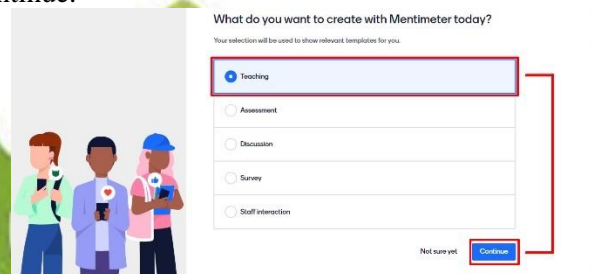 What do you want to create with Mentimeter today?
Your selection will be used to show relevant templates for you.
Teaching
Assessment
Discussion
Survey
Staff interaction
Not sure yet Continue